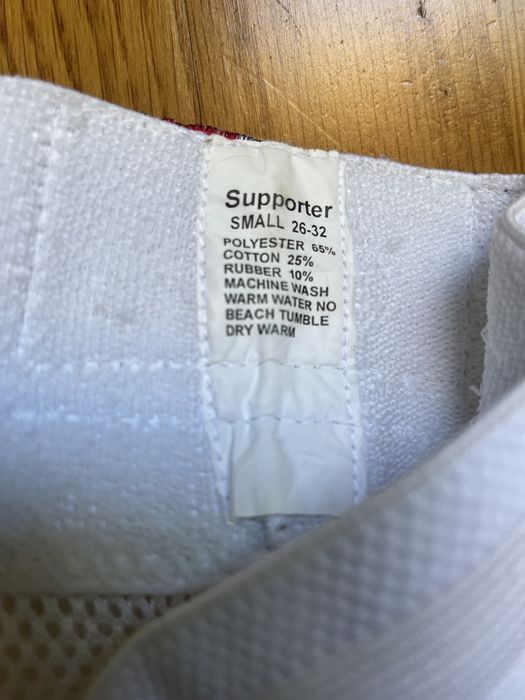 Supporter
SMALL 26-32
POLYESTER 65%
COTTON 25%
RUBBER 10%
MACHINE WASH
WARM WATER NO
BEACH TUMBLE
DRY WARM